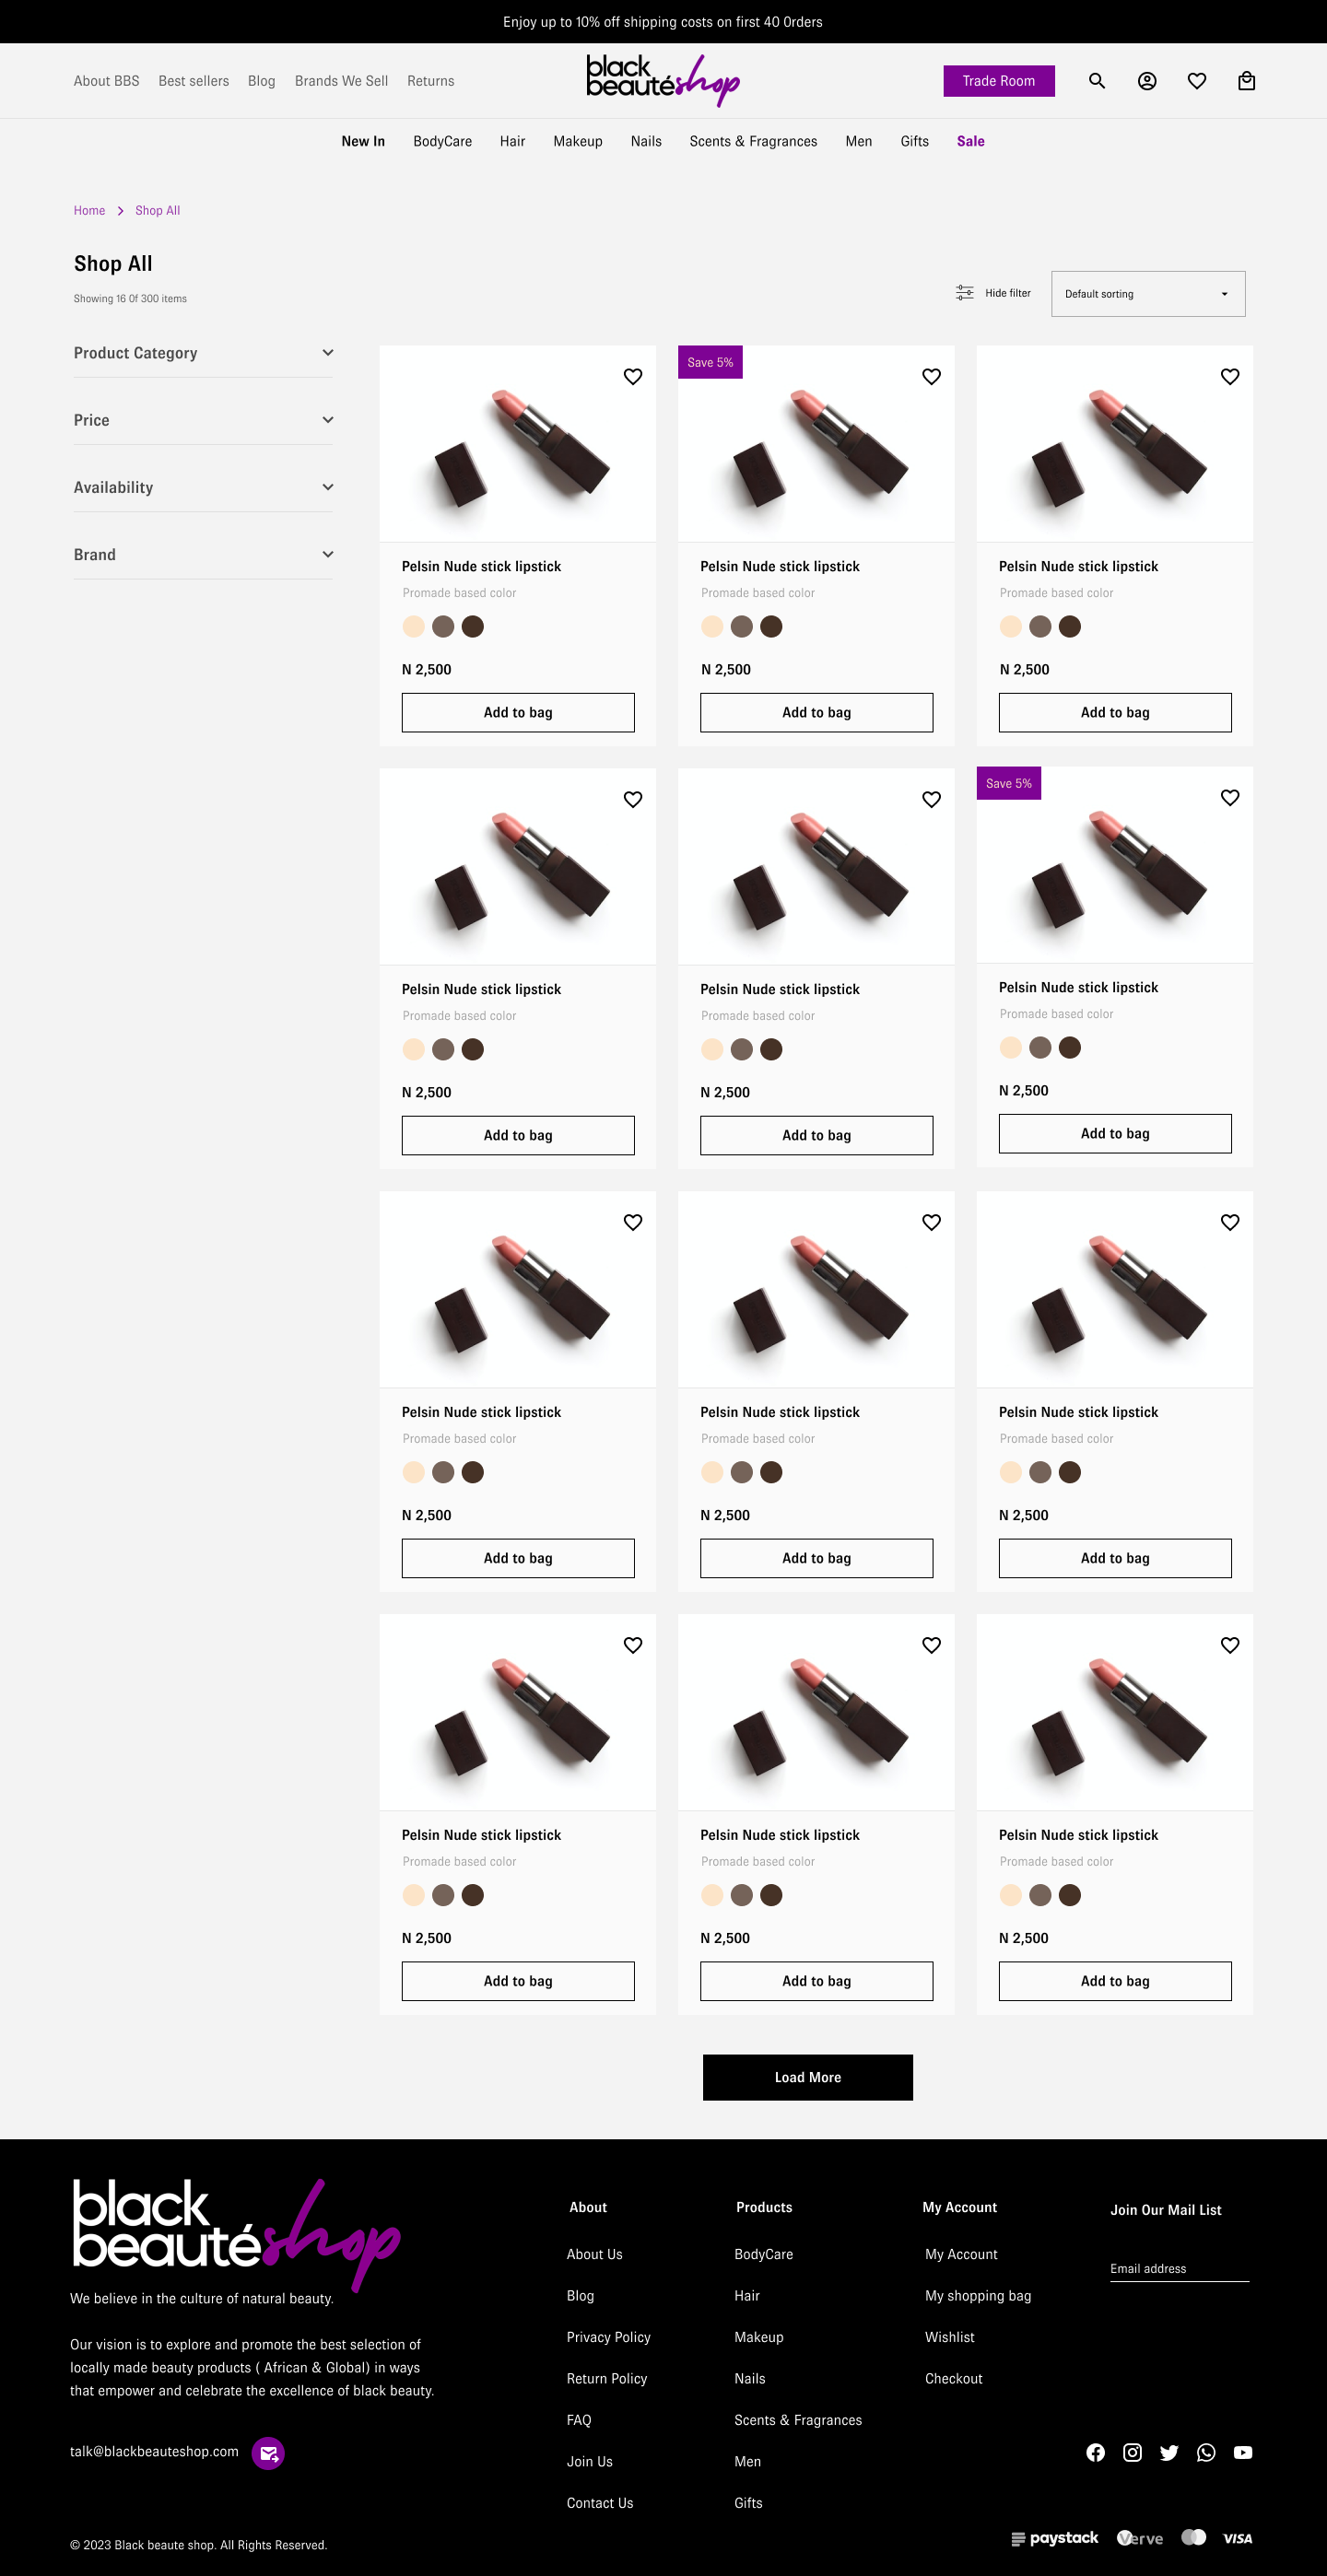 Enjoy up to 10% off shipping costs on first 40 Orders
About BBS Best sellers Blog Brands We Sell Returns
black
beauté shop
Trade Room
New In BodyCare Hair Makeup Nails Scents & Fragrances Men Gifts Sale
Home Shop All
Shop All
Showing 16 Of 300 items
Hide filter Default sorting
Product Category
Price
Availability
Brand
Save 5%
Pelsin Nude stick lipstick Pelsin Nude stick lipstick Pelsin Nude stick lipstick
Promade based color Promade based color Promade based color
N 2,500 N 2,500 N 2,500
Add to bag Add to bag Add to bag
Save 5%
Pelsin Nude stick lipstick Pelsin Nude stick lipstick Pelsin Nude stick lipstick
Promade based color Promade based color Promade based color
N 2,500 N 2,500 N 2,500
Add to bag Add to bag Add to bag
Pelsin Nude stick lipstick Pelsin Nude stick lipstick Pelsin Nude stick lipstick
Promade based color Promade based color Promade based color
N 2,500 N 2,500 N 2,500
Add to bag Add to bag Add to bag
Pelsin Nude stick lipstick Pelsin Nude stick lipstick Pelsin Nude stick lipstick
Promade based color Promade based color Promade based color
N 2,500 N 2,500 N 2,500
Add to bag Add to bag Add to bag
Load More
black
beauté shop
We believe in the culture of natural beauty.
Our vision is to explore and promote the best selection of
locally made beauty products ( African & Global) in ways
that empower and celebrate the excellence of black beauty.
talk@blackbeauteshop.com
© 2023 Black beaute shop. All Rights Reserved.
About
About Us
Blog
Privacy Policy
Return Policy
FAQ
Join Us
Contact Us
Products
BodyCare
Hair
Makeup
Nails
Scents & Fragrances
Men
Gifts
My Account
My Account
My shopping bag
Wishlist
Checkout
Join Our Mail List
Email address
paystack Verve VISA